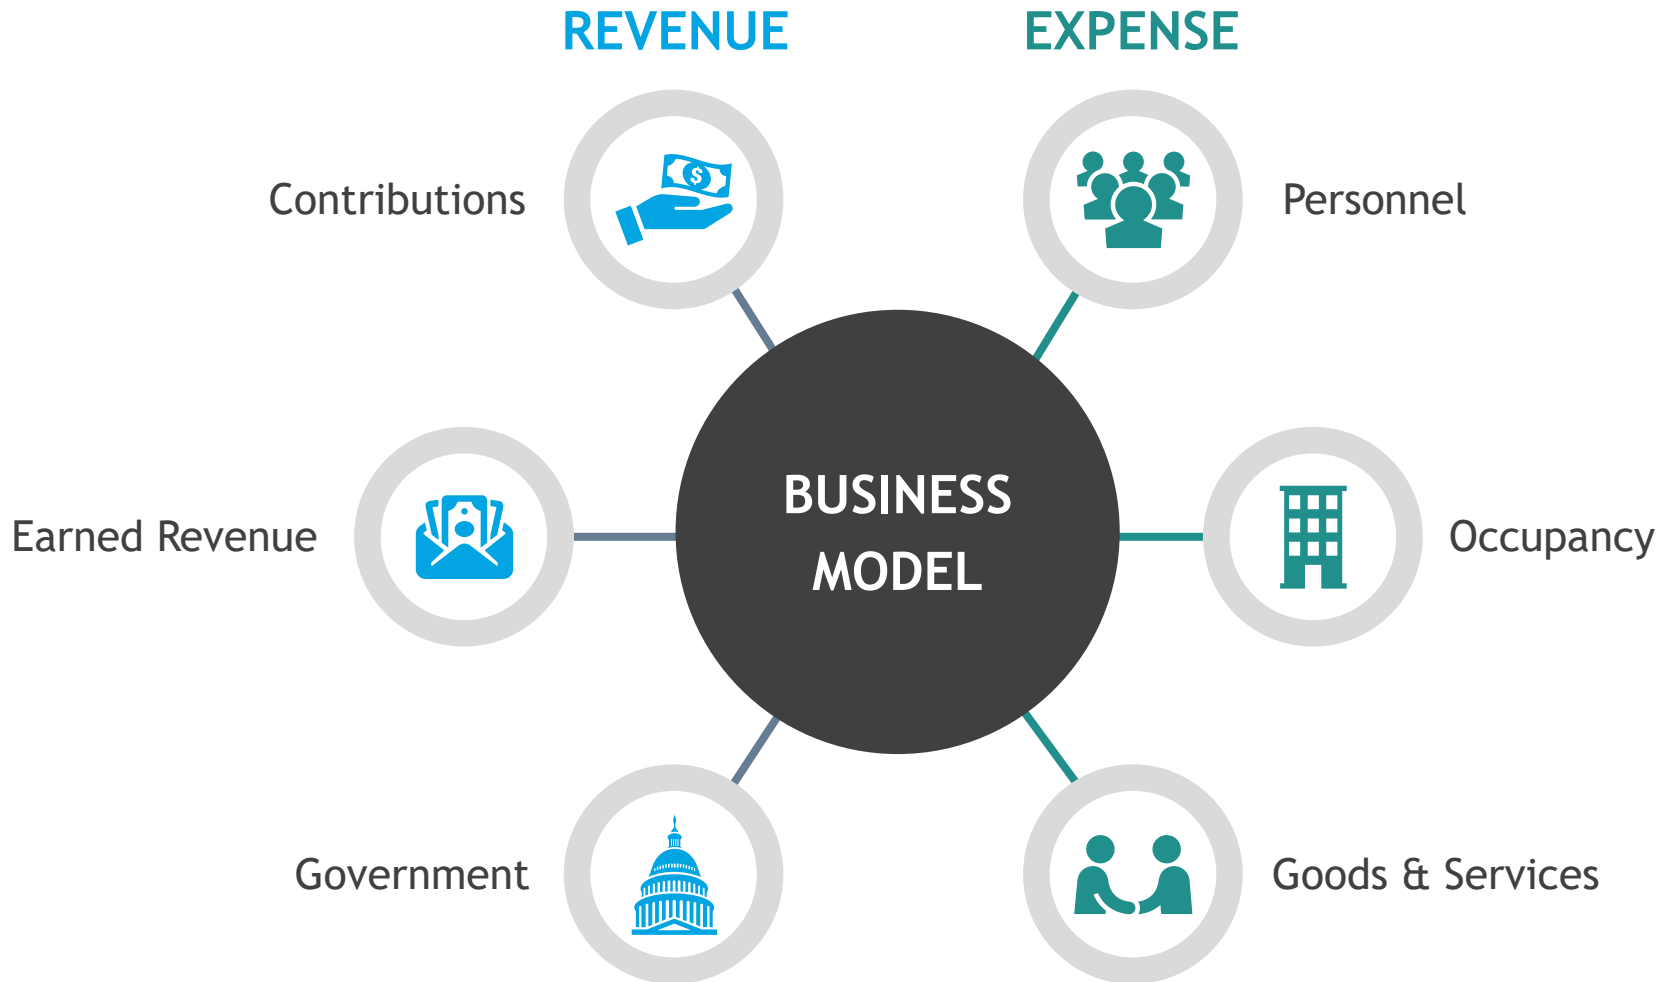 REVENUE
EXPENSE
Contributions
Personnel
Earned Revenue
BUSINESS
MODEL
Occupancy
Government
Goods & Services
$